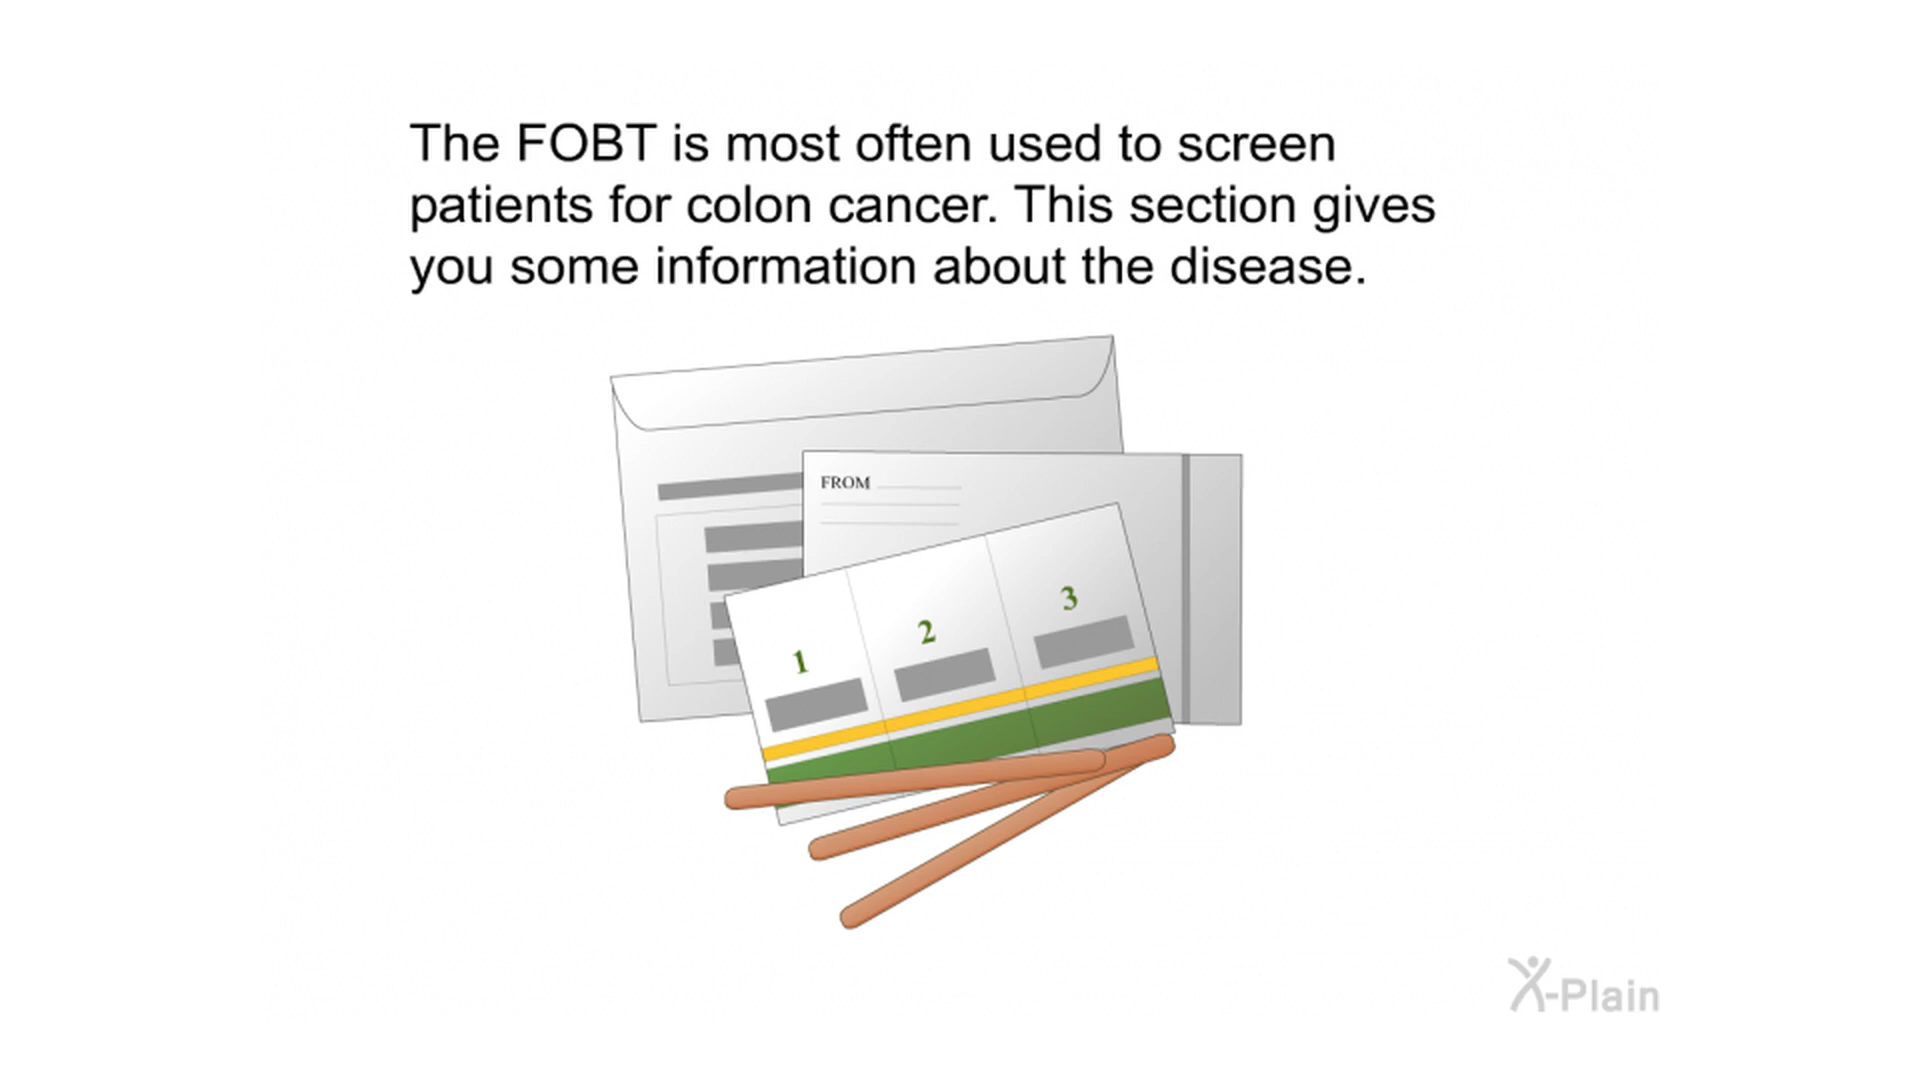 The FOBT is most often used to screen
patients for colon cancer. This section gives
you some information about the disease.
FROM
1
2
3
X-Plain